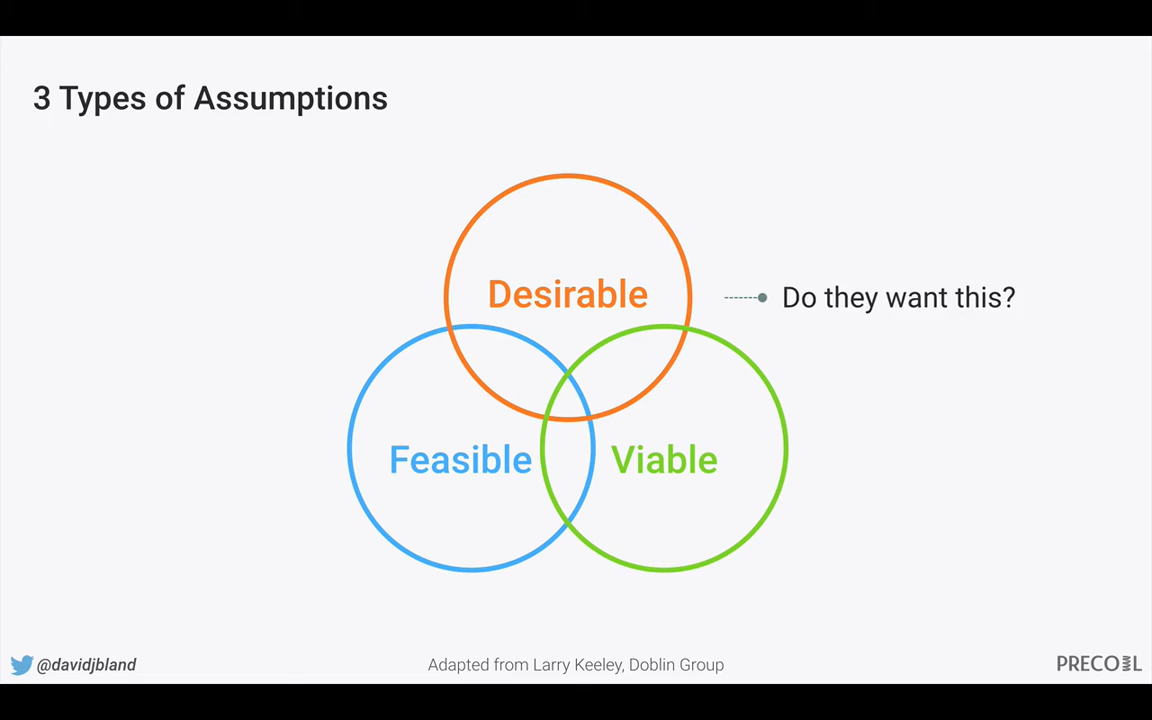 3 Types of Assumptions
Desirable
Do they want this?
Feasible
Viable
@davidjbland
Adapted from Larry Keeley, Doblin Group
PRECOIL